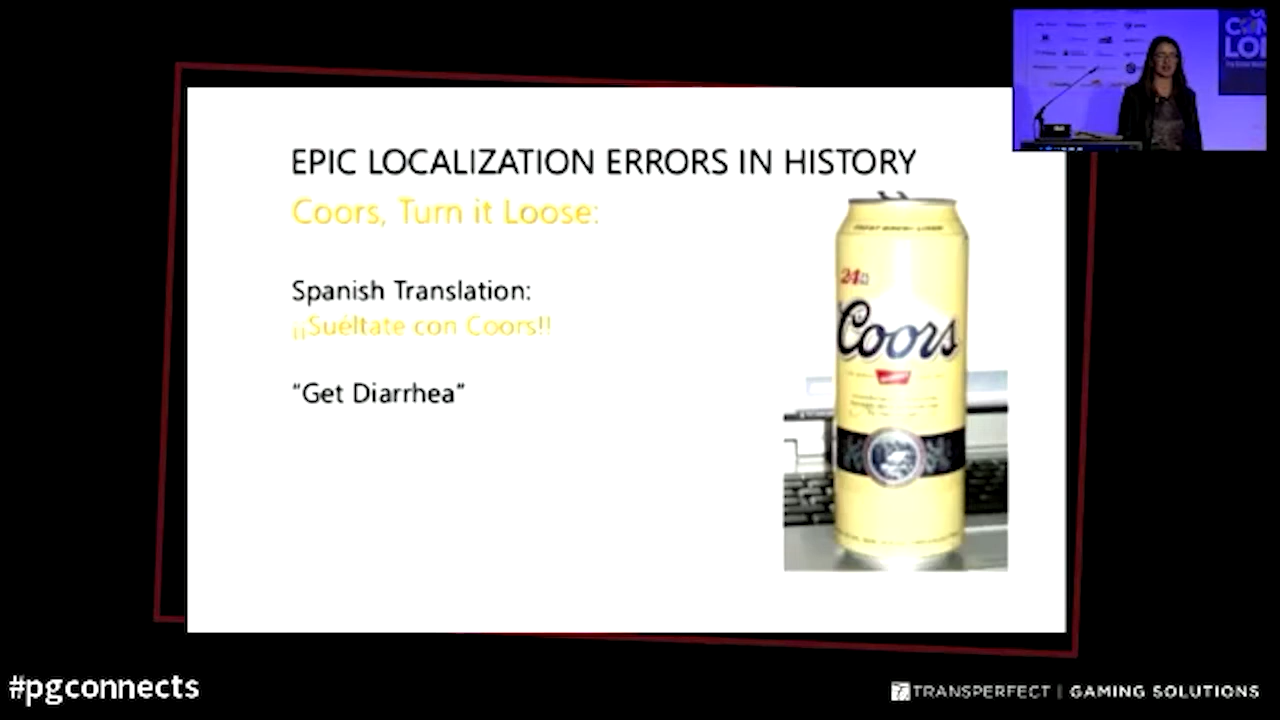 EPIC LOCALIZATION ERRORS IN HISTORY
Coors, Turn it Loose:
Spanish Translation:
¡¡Suéltate con Coors!!
"Get Diarrhea"
24
Coors
#pgconnects
TRANSPERFECT | GAMING SOLUTIONS